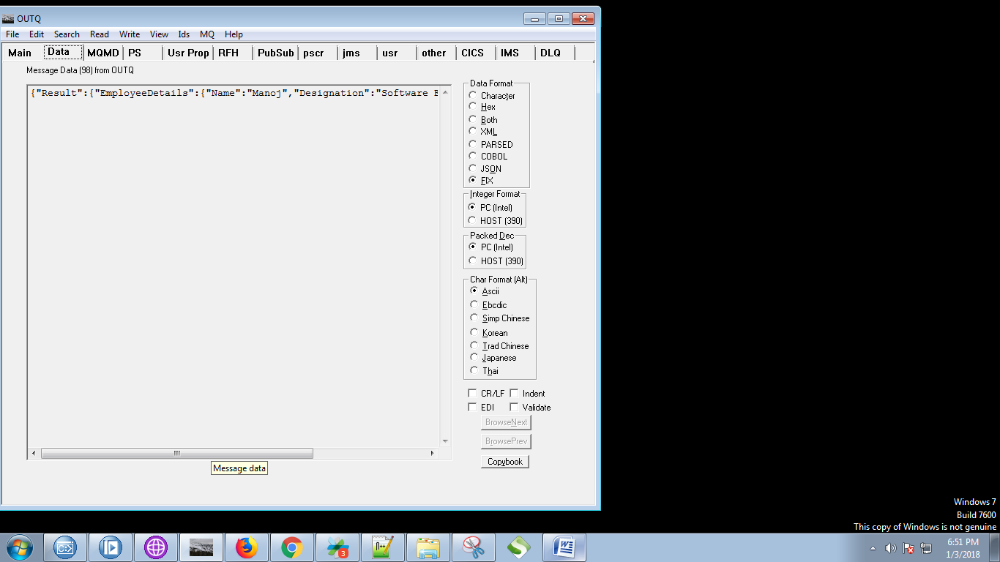 OUTQ
File Edit Search Read Write View Ids MQ Help
Main Data MQMD PS Usr Prop RFH PubSub pscr jms usr other CICS IMS DLQ
Message Data (98) from OUTQ
{"Result":{"EmployeeDetails":{"Name":"Manoj","Designation":"Software E
Data Format
Character
Hex
Both
XML
PARSED
COBOL
JSON
FIX
Integer Format
PC (Intel)
HOST (390)
Packed Dec
PC (Intel)
HOST (390)
Char Format (Alt)
Ascii
Ebcdic
Simp Chinese
Korean
Trad Chinese
Japanese
Thai
CR/LF Indent
EDI Validate
BrowseNext
BrowsePrev
Copybook
Message data
Windows 7
Build 7600
This copy of Windows is not genuine
C:\>
N++
3
S
W
6:51 PM
1/3/2018